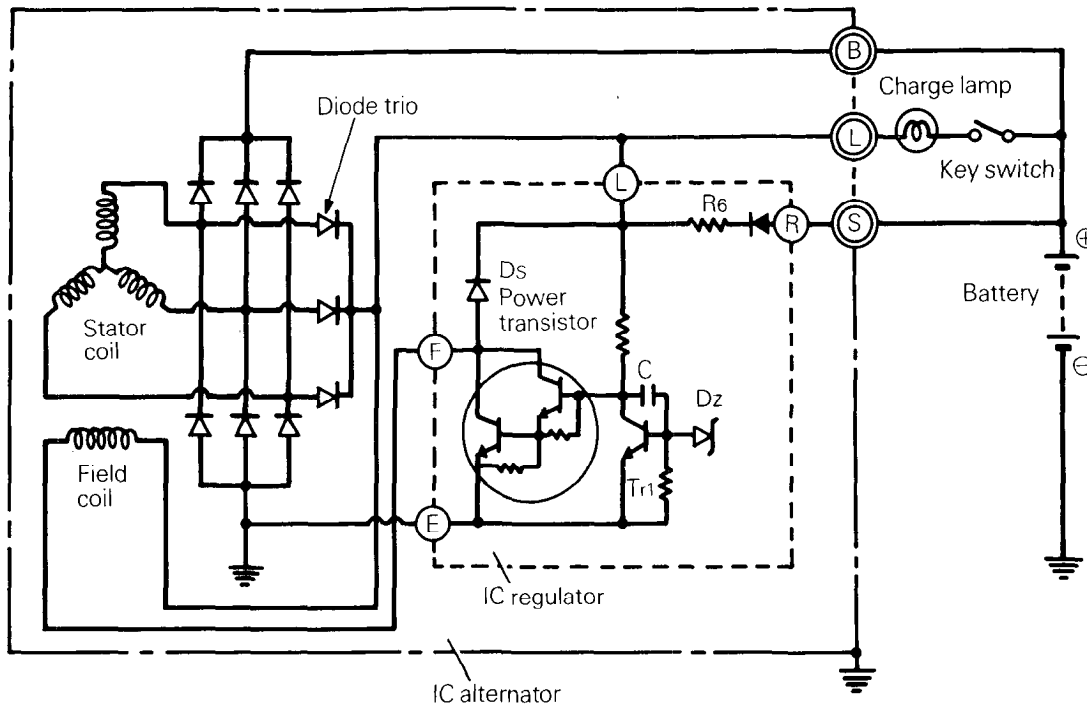 B
Charge lamp
Diode trio
L
Key switch
L
R6
R
S
⊕
Ds
Power
transistor
Battery
Stator
coil
F
C
Dz
⊖
Field
coil
Tr1
E
IC regulator
IC alternator